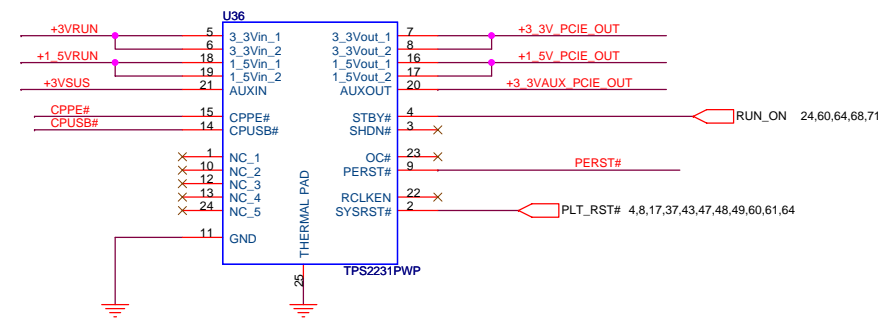 U36
+3VRUN 5 3_3Vin_1 3_3Vout_1 7 +3_3V_PCIE_OUT
6 3_3Vin_2 3_3Vout_2 8
+1_5VRUN 18 1_5Vin_1 1_5Vout_1 16 +1_5V_PCIE_OUT
19 1_5Vin_2 1_5Vout_2 17
+3VSUS 21 AUXIN AUXOUT 20 +3_3VAUX_PCIE_OUT
CPPE# 15 CPPE# STBY# 4 RUN_ON 24,60,64,68,71
CPUSB# 14 CPUSB# SHDN# 3
1 NC_1 OC# 23
10 NC_2 PERST# 9 PERST#
12 NC_3
13 NC_4 RCLKEN 22
24 NC_5 SYSRST# 2 PLT_RST# 4,8,17,37,43,47,48,49,60,61,64
11 GND
THERMAL PAD
25
TPS2231PWP